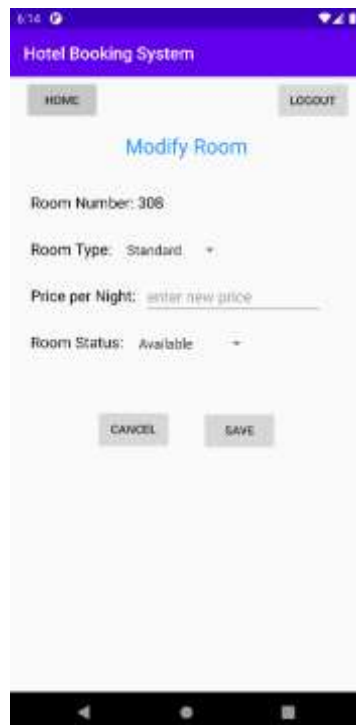 6:14
Hotel Booking System
HOME LOGOUT
Modify Room
Room Number: 308
Room Type: Standard
Price per Night: enter new price
Room Status: Available
CANCEL SAVE